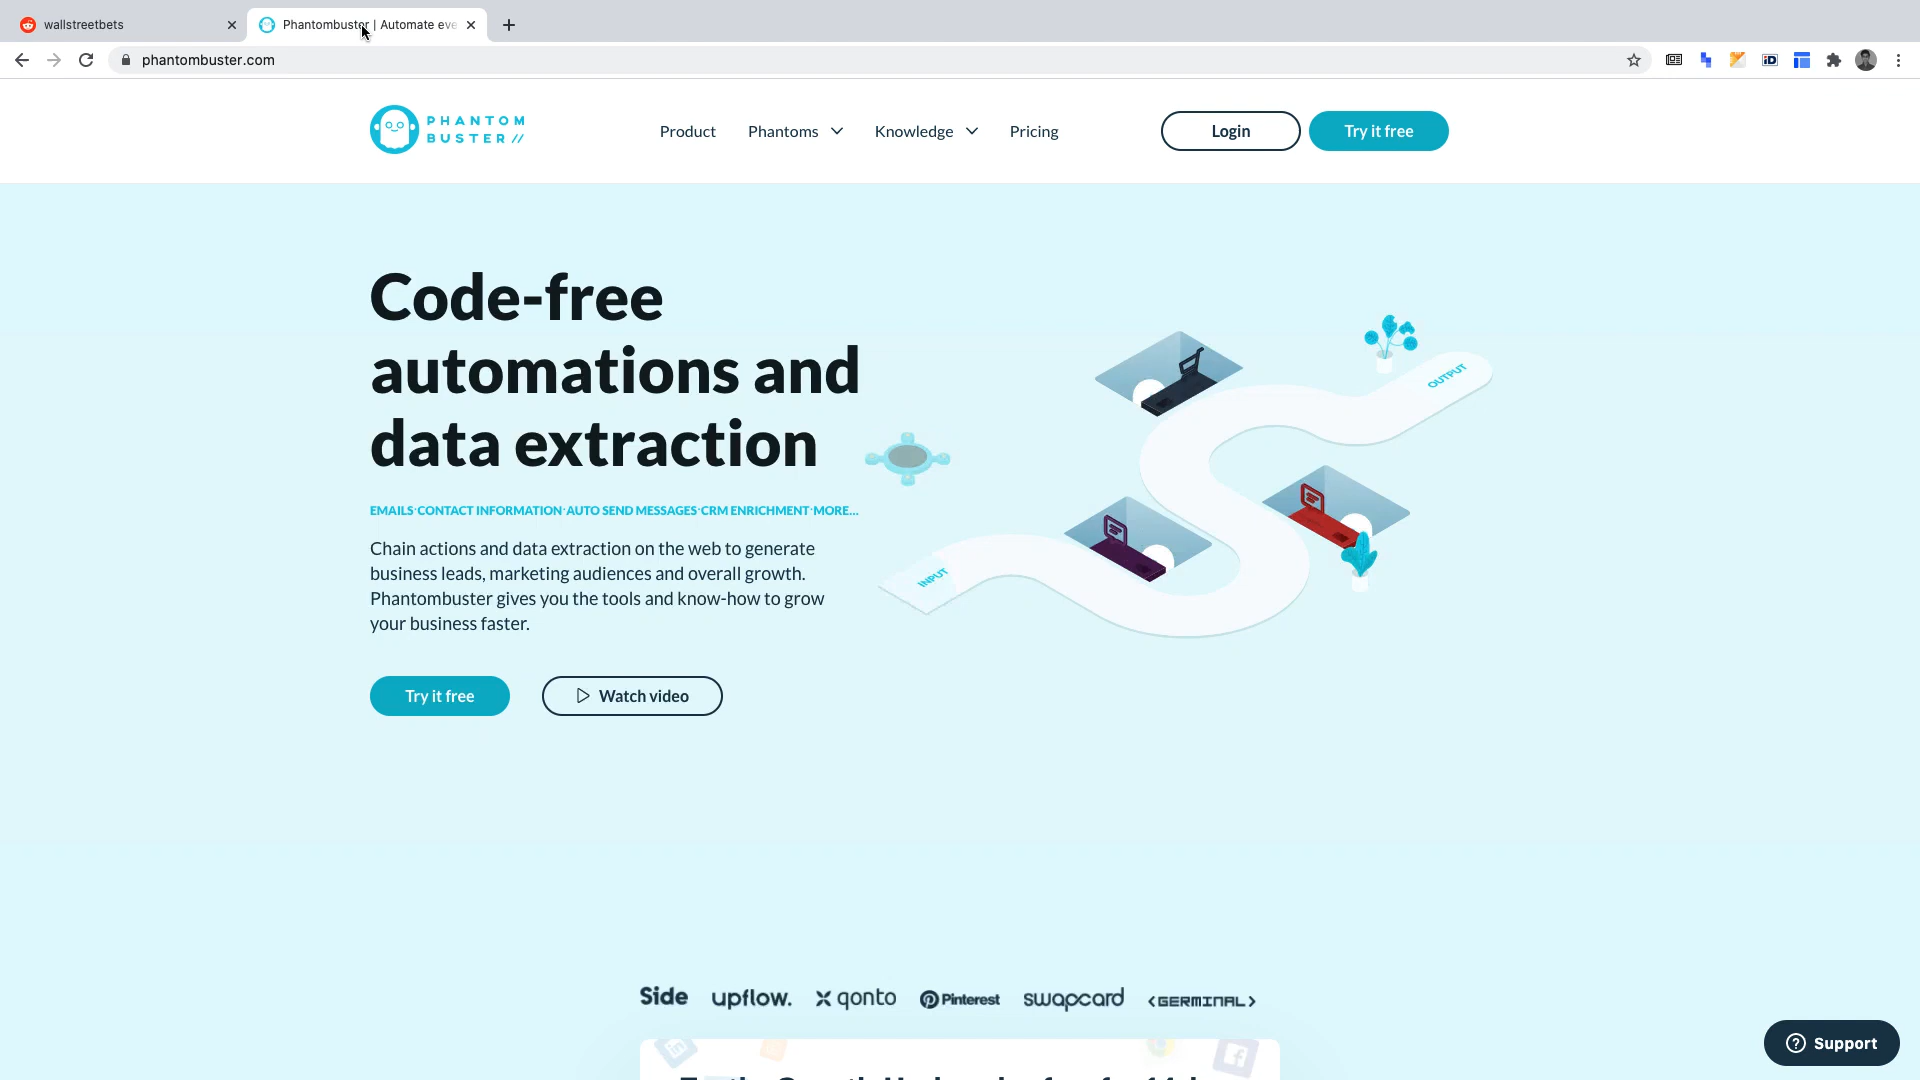 wallstreetbets
Phantombuster | Automate eve
phantombuster.com
PHANTOM
BUSTER //
Product
Phantoms
Knowledge
Pricing
Login
Try it free
Code-free
automations and
data extraction
EMAILS·CONTACT INFORMATION·AUTO SEND MESSAGES·CRM ENRICHMENT·MORE...
Chain actions and data extraction on the web to generate
business leads, marketing audiences and overall growth.
Phantombuster gives you the tools and know-how to grow
your business faster.
Try it free
Watch video
INPUT
OUTPUT
Side
upflow.
qonto
Pinterest
swapcard
<GERMINAL>
Support